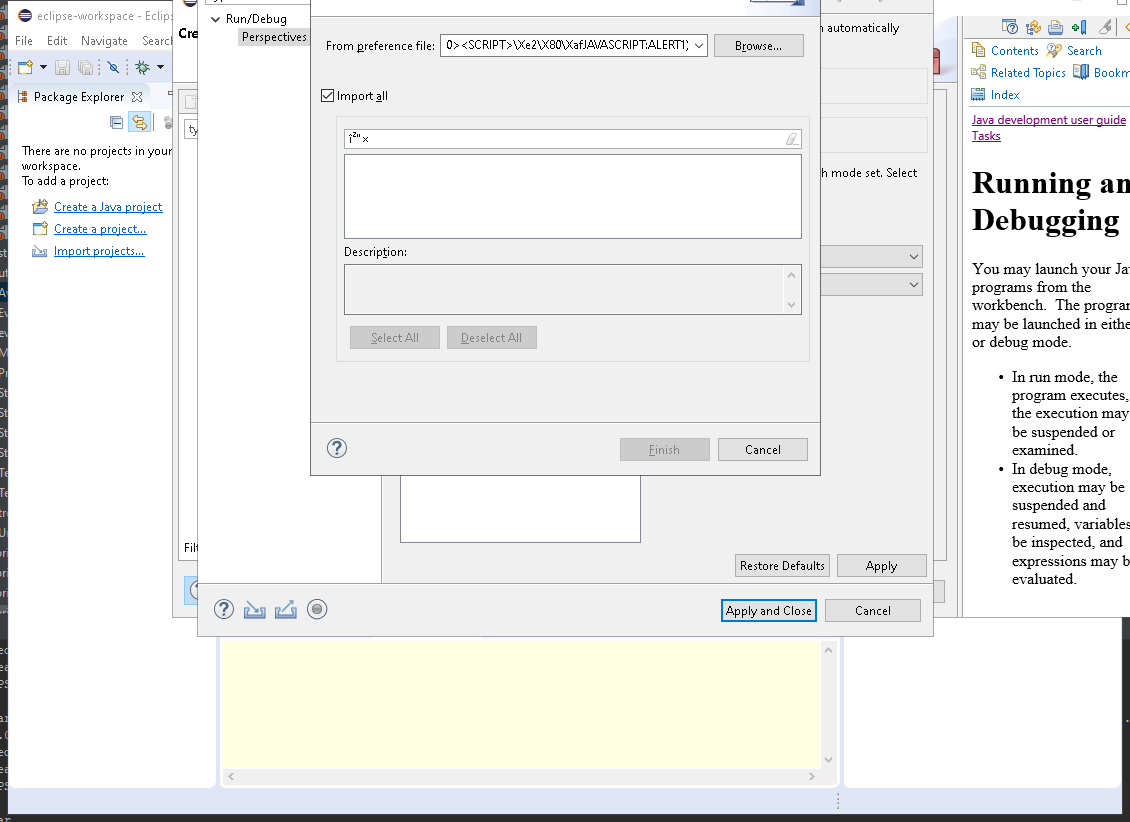 eclipse-workspace - Eclips
File Edit Navigate Search
Package Explorer
There are no projects in your
workspace.
To add a project:
Create a Java project
Create a project...
Import projects...
Cre
ty
Filt
Run/Debug
Perspectives
From preference file:
0><SCRIPT>\Xe2\X80\XafJAVASCRIPT:ALERT1)
Browse...
Import all
Description:
Select All
Deselect All
Finish
Cancel
n automatically
h mode set. Select
Restore Defaults
Apply
Apply and Close
Cancel
Contents
Search
Related Topics
Bookm
Index
Java development user guide
Tasks
Running an
Debugging
You may launch your Ja
programs from the
workbench. The program
may be launched in eithe
or debug mode.
• In run mode, the
program executes,
the execution may
be suspended or
examined.
• In debug mode,
execution may be
suspended and
resumed, variables
be inspected, and
expressions may b
evaluated.